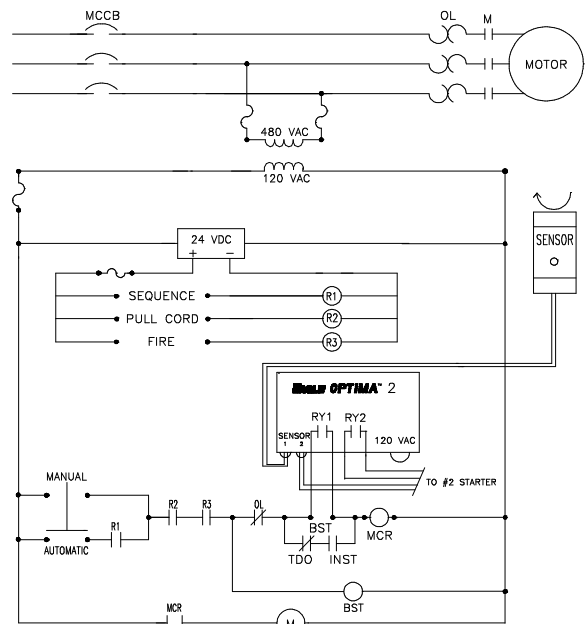 MCCB
OL
M
MOTOR
480 VAC
120 VAC
24 VDC
+ −
SENSOR
SEQUENCE
R1
PULL CORD
R2
FIRE
R3
OPTIMA™ 2
RY1 RY2
SENSOR
1 2
120 VAC
TO #2 STARTER
MANUAL
AUTOMATIC
R1
R2
R3
OL
BST
TDO
INST
MCR
BST
MCR
M